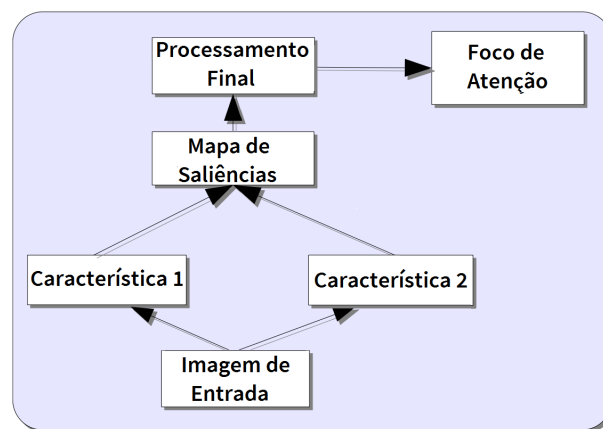 Processamento
Final
Foco de
Atenção
Mapa de
Saliências
Característica 1
Característica 2
Imagem de
Entrada